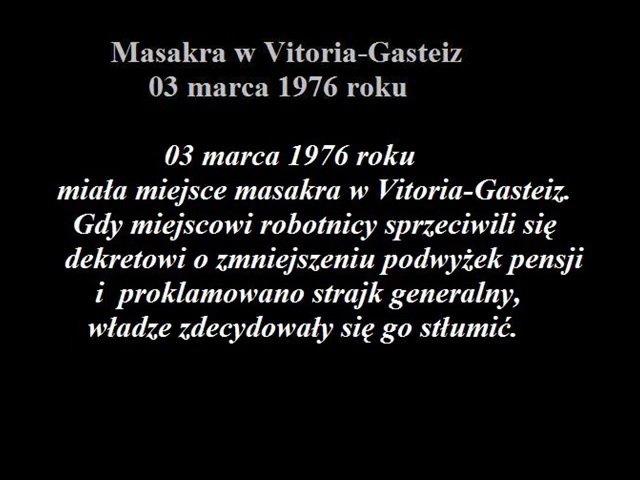 Masakra w Vitoria-Gasteiz
03 marca 1976 roku
03 marca 1976 roku
miała miejsce masakra w Vitoria-Gasteiz.
Gdy miejscowi robotnicy sprzeciwili się
dekretowi o zmniejszeniu podwyżek pensji
i proklamowano strajk generalny,
władze zdecydowały się go stłumić.